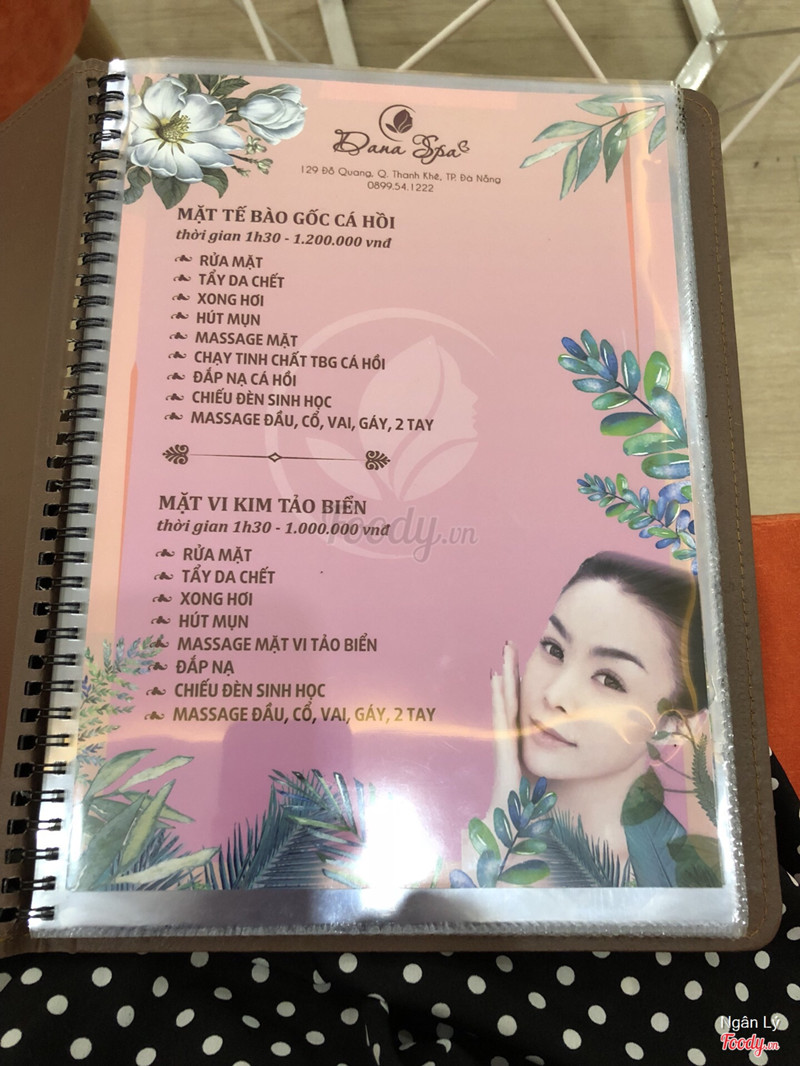 Dana Spa
129 Đỗ Quang, Q. Thanh Khê, TP. Đà Nẵng
0899.54.1222
MẶT TẾ BÀO GỐC CÁ HỒI
thời gian 1h30 - 1.200.000 vnđ
RỬA MẶT
TẨY DA CHẾT
XONG HƠI
HÚT MỤN
MASSAGE MẶT
CHẠY TINH CHẤT TBG CÁ HỒI
ĐẮP NẠ CÁ HỒI
CHIẾU ĐÈN SINH HỌC
MASSAGE ĐẦU, CỔ, VAI, GÁY, 2 TAY
MẶT VI KIM TẢO BIỂN
thời gian 1h30 - 1.000.000 vnđ
Foody.vn
RỬA MẶT
TẨY DA CHẾT
XONG HƠI
HÚT MỤN
MASSAGE MẶT VI TẢO BIỂN
ĐẮP NẠ
CHIẾU ĐÈN SINH HỌC
MASSAGE ĐẦU, CỔ, VAI, GÁY, 2 TAY
Ngân Lý
Foody.vn